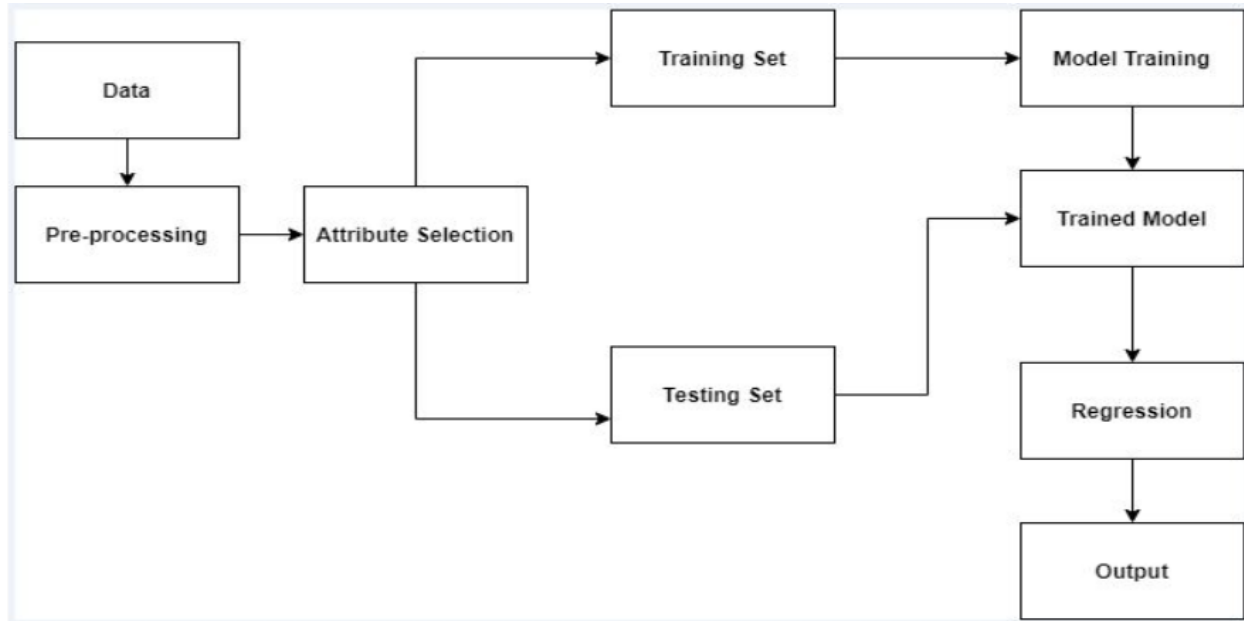 Data
Pre-processing
Attribute Selection
Training Set
Testing Set
Model Training
Trained Model
Regression
Output